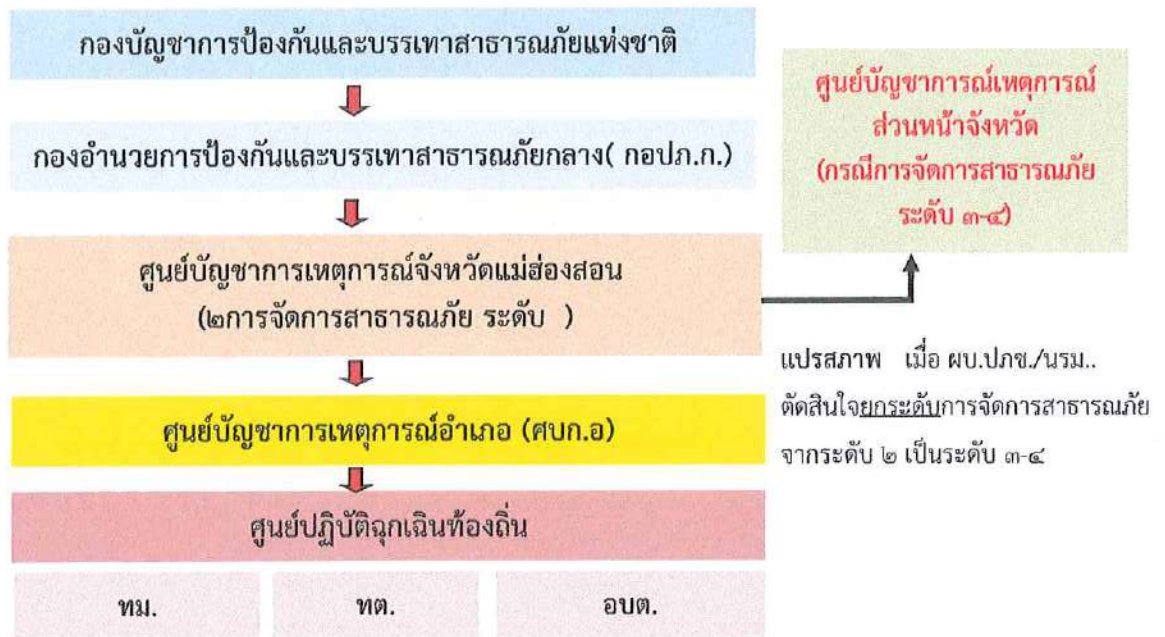 กองบัญชาการป้องกันและบรรเทาสาธารณภัยแห่งชาติ
กองอำนวยการป้องกันและบรรเทาสาธารณภัยกลาง( กอปภ.ก.)
ศูนย์บัญชาการเหตุการณ์จังหวัดแม่ฮ่องสอน
(๒การจัดการสาธารณภัย ระดับ )
ศูนย์บัญชาการณ์เหตุการณ์
ส่วนหน้าจังหวัด
(กรณีการจัดการสาธารณภัย
ระดับ ๓-๔)
แปรสภาพ เมื่อ ผบ.ปภช./นรม..
ตัดสินใจยกระดับการจัดการสาธารณภัย
จากระดับ ๒ เป็นระดับ ๓-๔
ศูนย์บัญชาการเหตุการณ์อำเภอ (ศบก.อ)
ศูนย์ปฏิบัติฉุกเฉินท้องถิ่น
ทม.
ทต.
อบต.